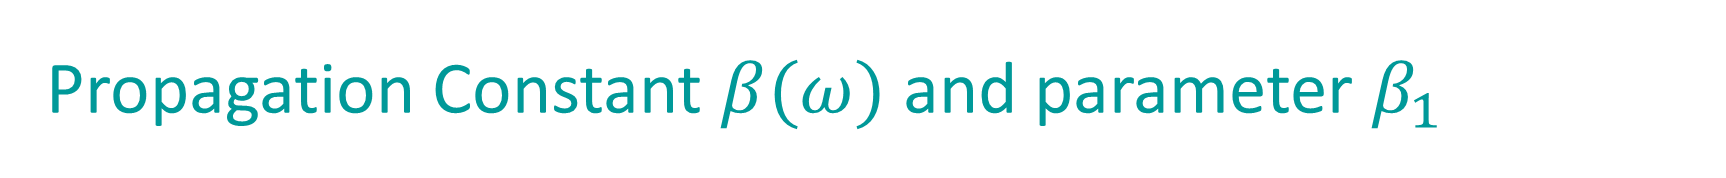 Propagation Constant 𝛽(𝜔) and parameter 𝛽₁